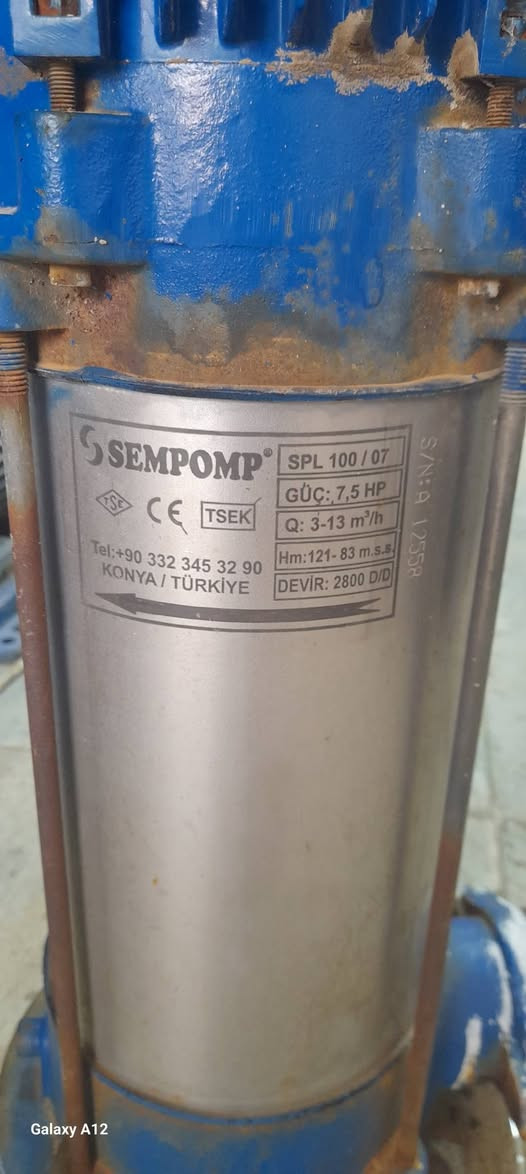 SEMPOMP®
TSE
CE
TSEK
Tel:+90 332 345 32 90
KONYA / TÜRKİYE
SPL 100 / 07
GÜÇ: 7,5 HP
Q: 3-13 m³/h
Hm:121- 83 m.s.s.
DEVİR: 2800 D/D
S/N: A 12558
Galaxy A12